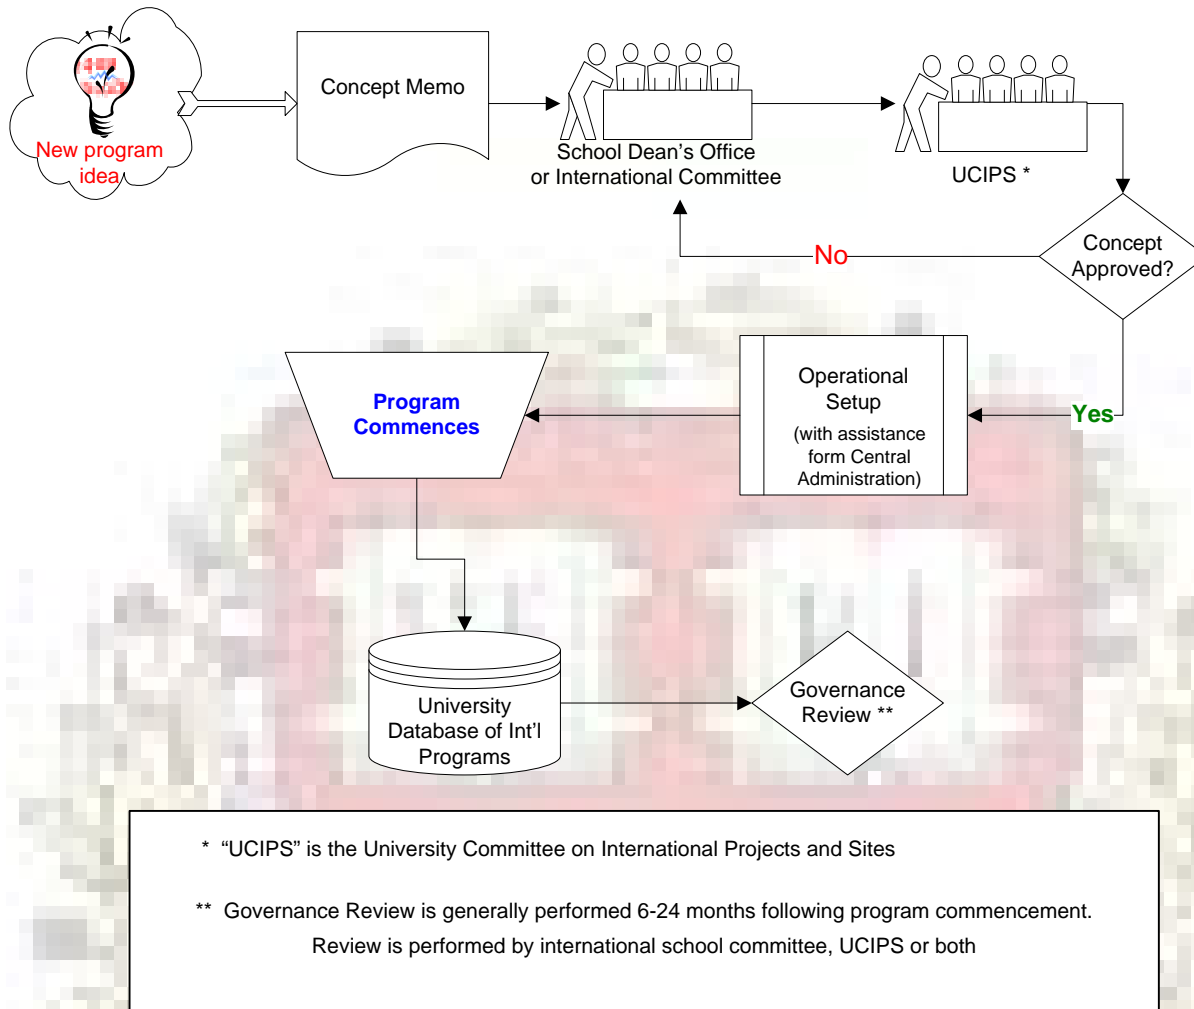 New program
idea
Concept Memo
School Dean's Office
or International Committee
UCIPS *
Concept
Approved?
No
Yes
Operational
Setup
(with assistance
form Central
Administration)
Program
Commences
University
Database of Int'l
Programs
Governance
Review **
* “UCIPS” is the University Committee on International Projects and Sites
** Governance Review is generally performed 6-24 months following program commencement.
Review is performed by international school committee, UCIPS or both